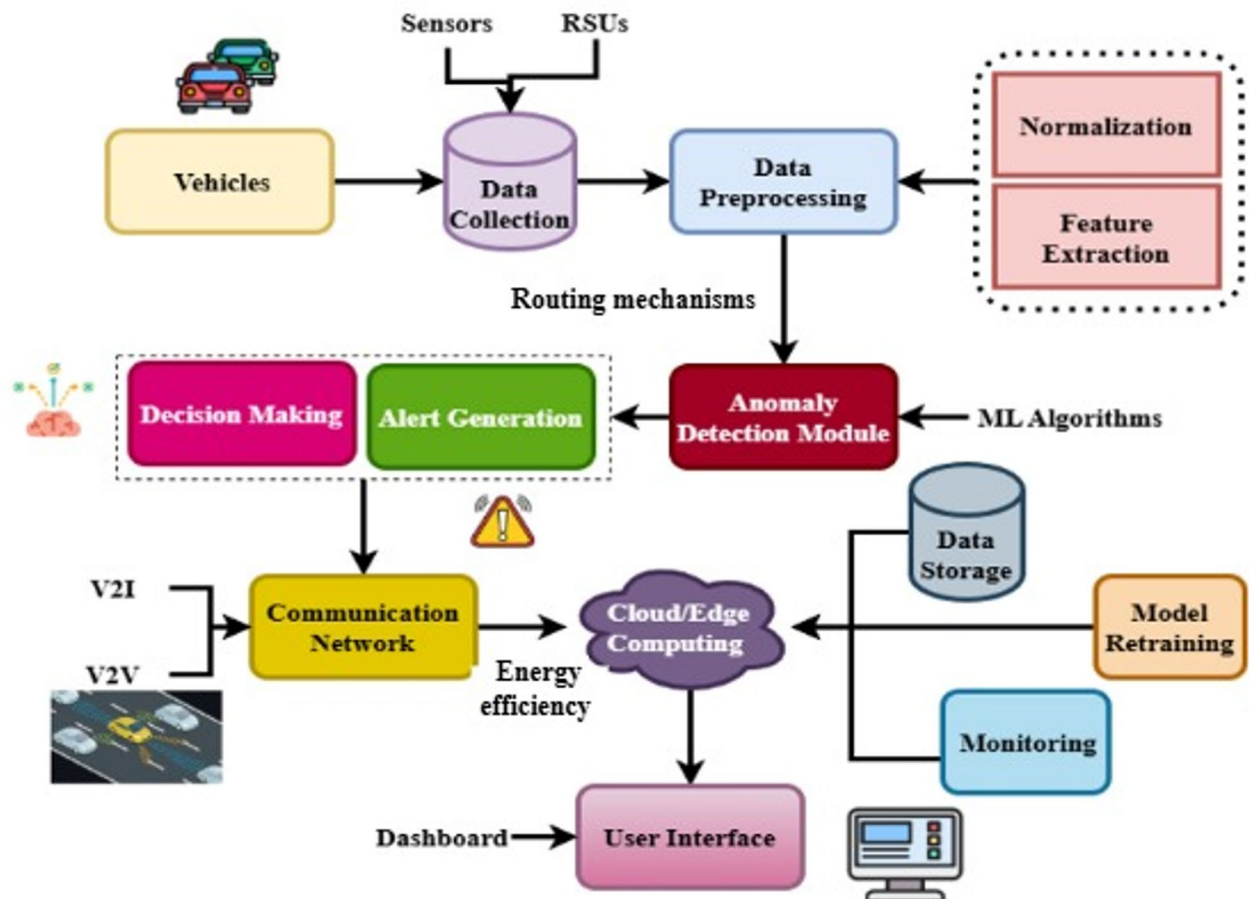 Sensors
RSUs
Vehicles
Data
Collection
Data
Preprocessing
Normalization
Feature
Extraction
Routing mechanisms
Decision Making
Alert Generation
Anomaly
Detection Module
ML Algorithms
V2I
V2V
Communication
Network
Energy
efficiency
Cloud/Edge
Computing
Data
Storage
Model
Retraining
Monitoring
Dashboard
User Interface